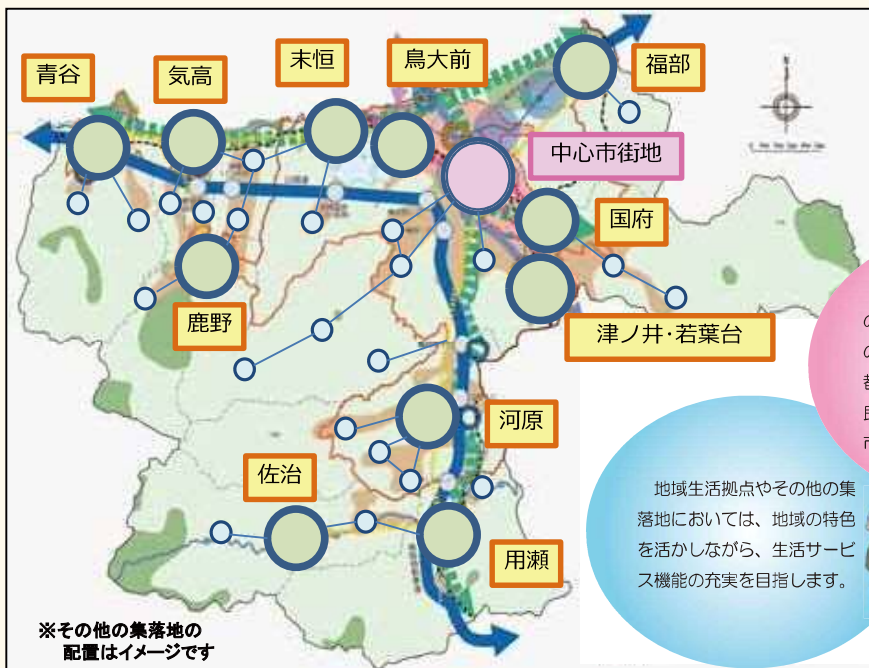 青谷
気高
末恒
鳥大前
福部
中心市街地
国府
津ノ井・若葉台
鹿野
河原
佐治
用瀬
地域生活拠点やその他の集
落地においては、地域の特色
を活かしながら、生活サービ
ス機能の充実を目指します。
※その他の集落地の
配置はイメージです